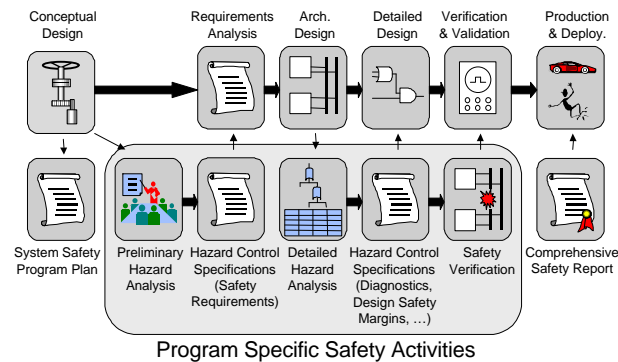 Conceptual
Design
Requirements
Analysis
Arch.
Design
Detailed
Design
Verification
& Validation
Production
& Deploy.
System Safety
Program Plan
Preliminary
Hazard
Analysis
Hazard Control
Specifications
(Safety
Requirements)
Detailed
Hazard
Analysis
Hazard Control
Specifications
(Diagnostics,
Design Safety
Margins, …)
Safety
Verification
Comprehensive
Safety Report
Program Specific Safety Activities